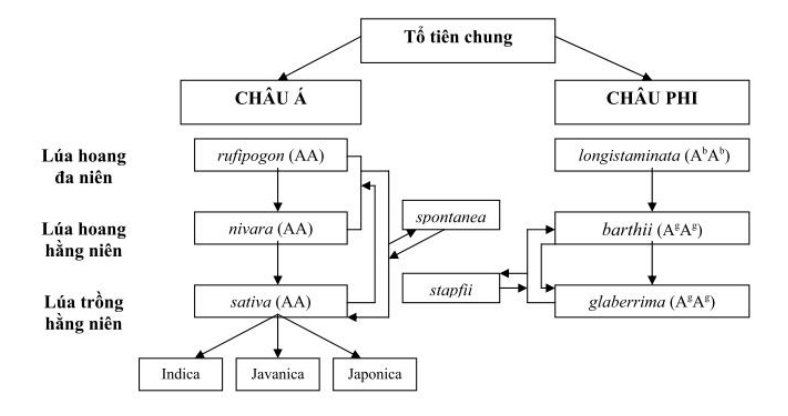 Tổ tiên chung
CHÂU Á
CHÂU PHI
Lúa hoang
đa niên
rufipogon (AA)
longistaminata (AᵇAᵇ)
Lúa hoang
hằng niên
nivara (AA)
spontanea
barthii (AᵍAᵍ)
stapfii
Lúa trồng
hằng niên
sativa (AA)
glaberrima (AᵍAᵍ)
Indica
Javanica
Japonica